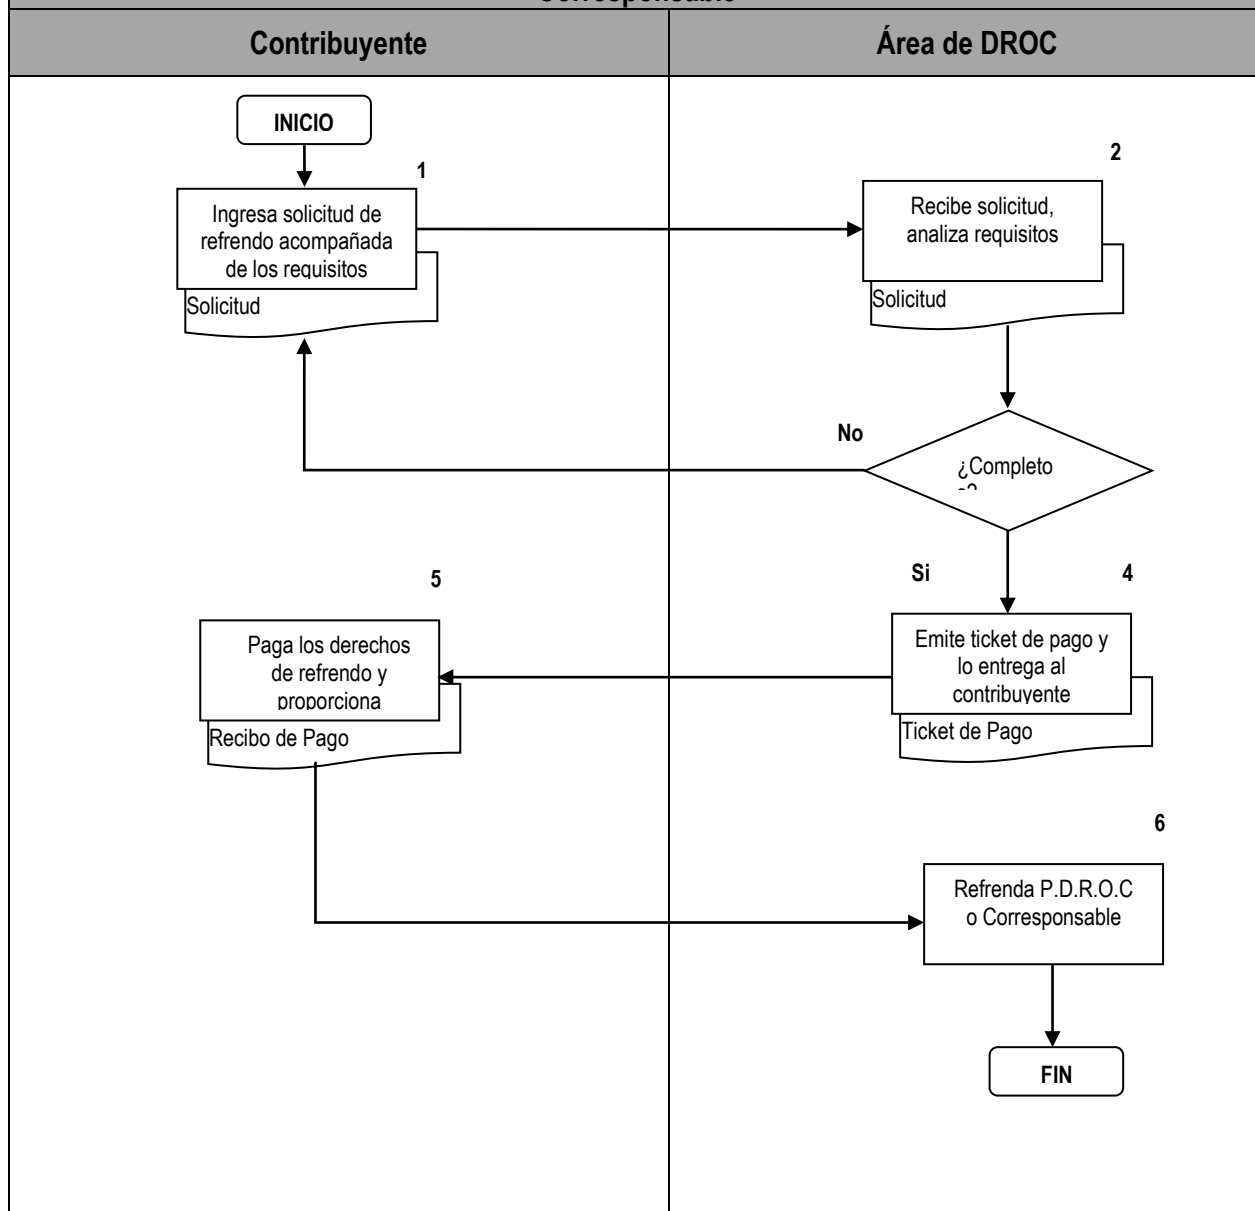 Contribuyente
Área de DROC
INICIO
1
Ingresa solicitud de
refrendo acompañada
de los requisitos
Solicitud
2
Recibe solicitud,
analiza requisitos
Solicitud
No
¿Completo
Si
4
Emite ticket de pago y
lo entrega al
contribuyente
Ticket de Pago
5
Paga los derechos
de refrendo y
proporciona
Recibo de Pago
6
Refrenda P.D.R.O.C
o Corresponsable
FIN